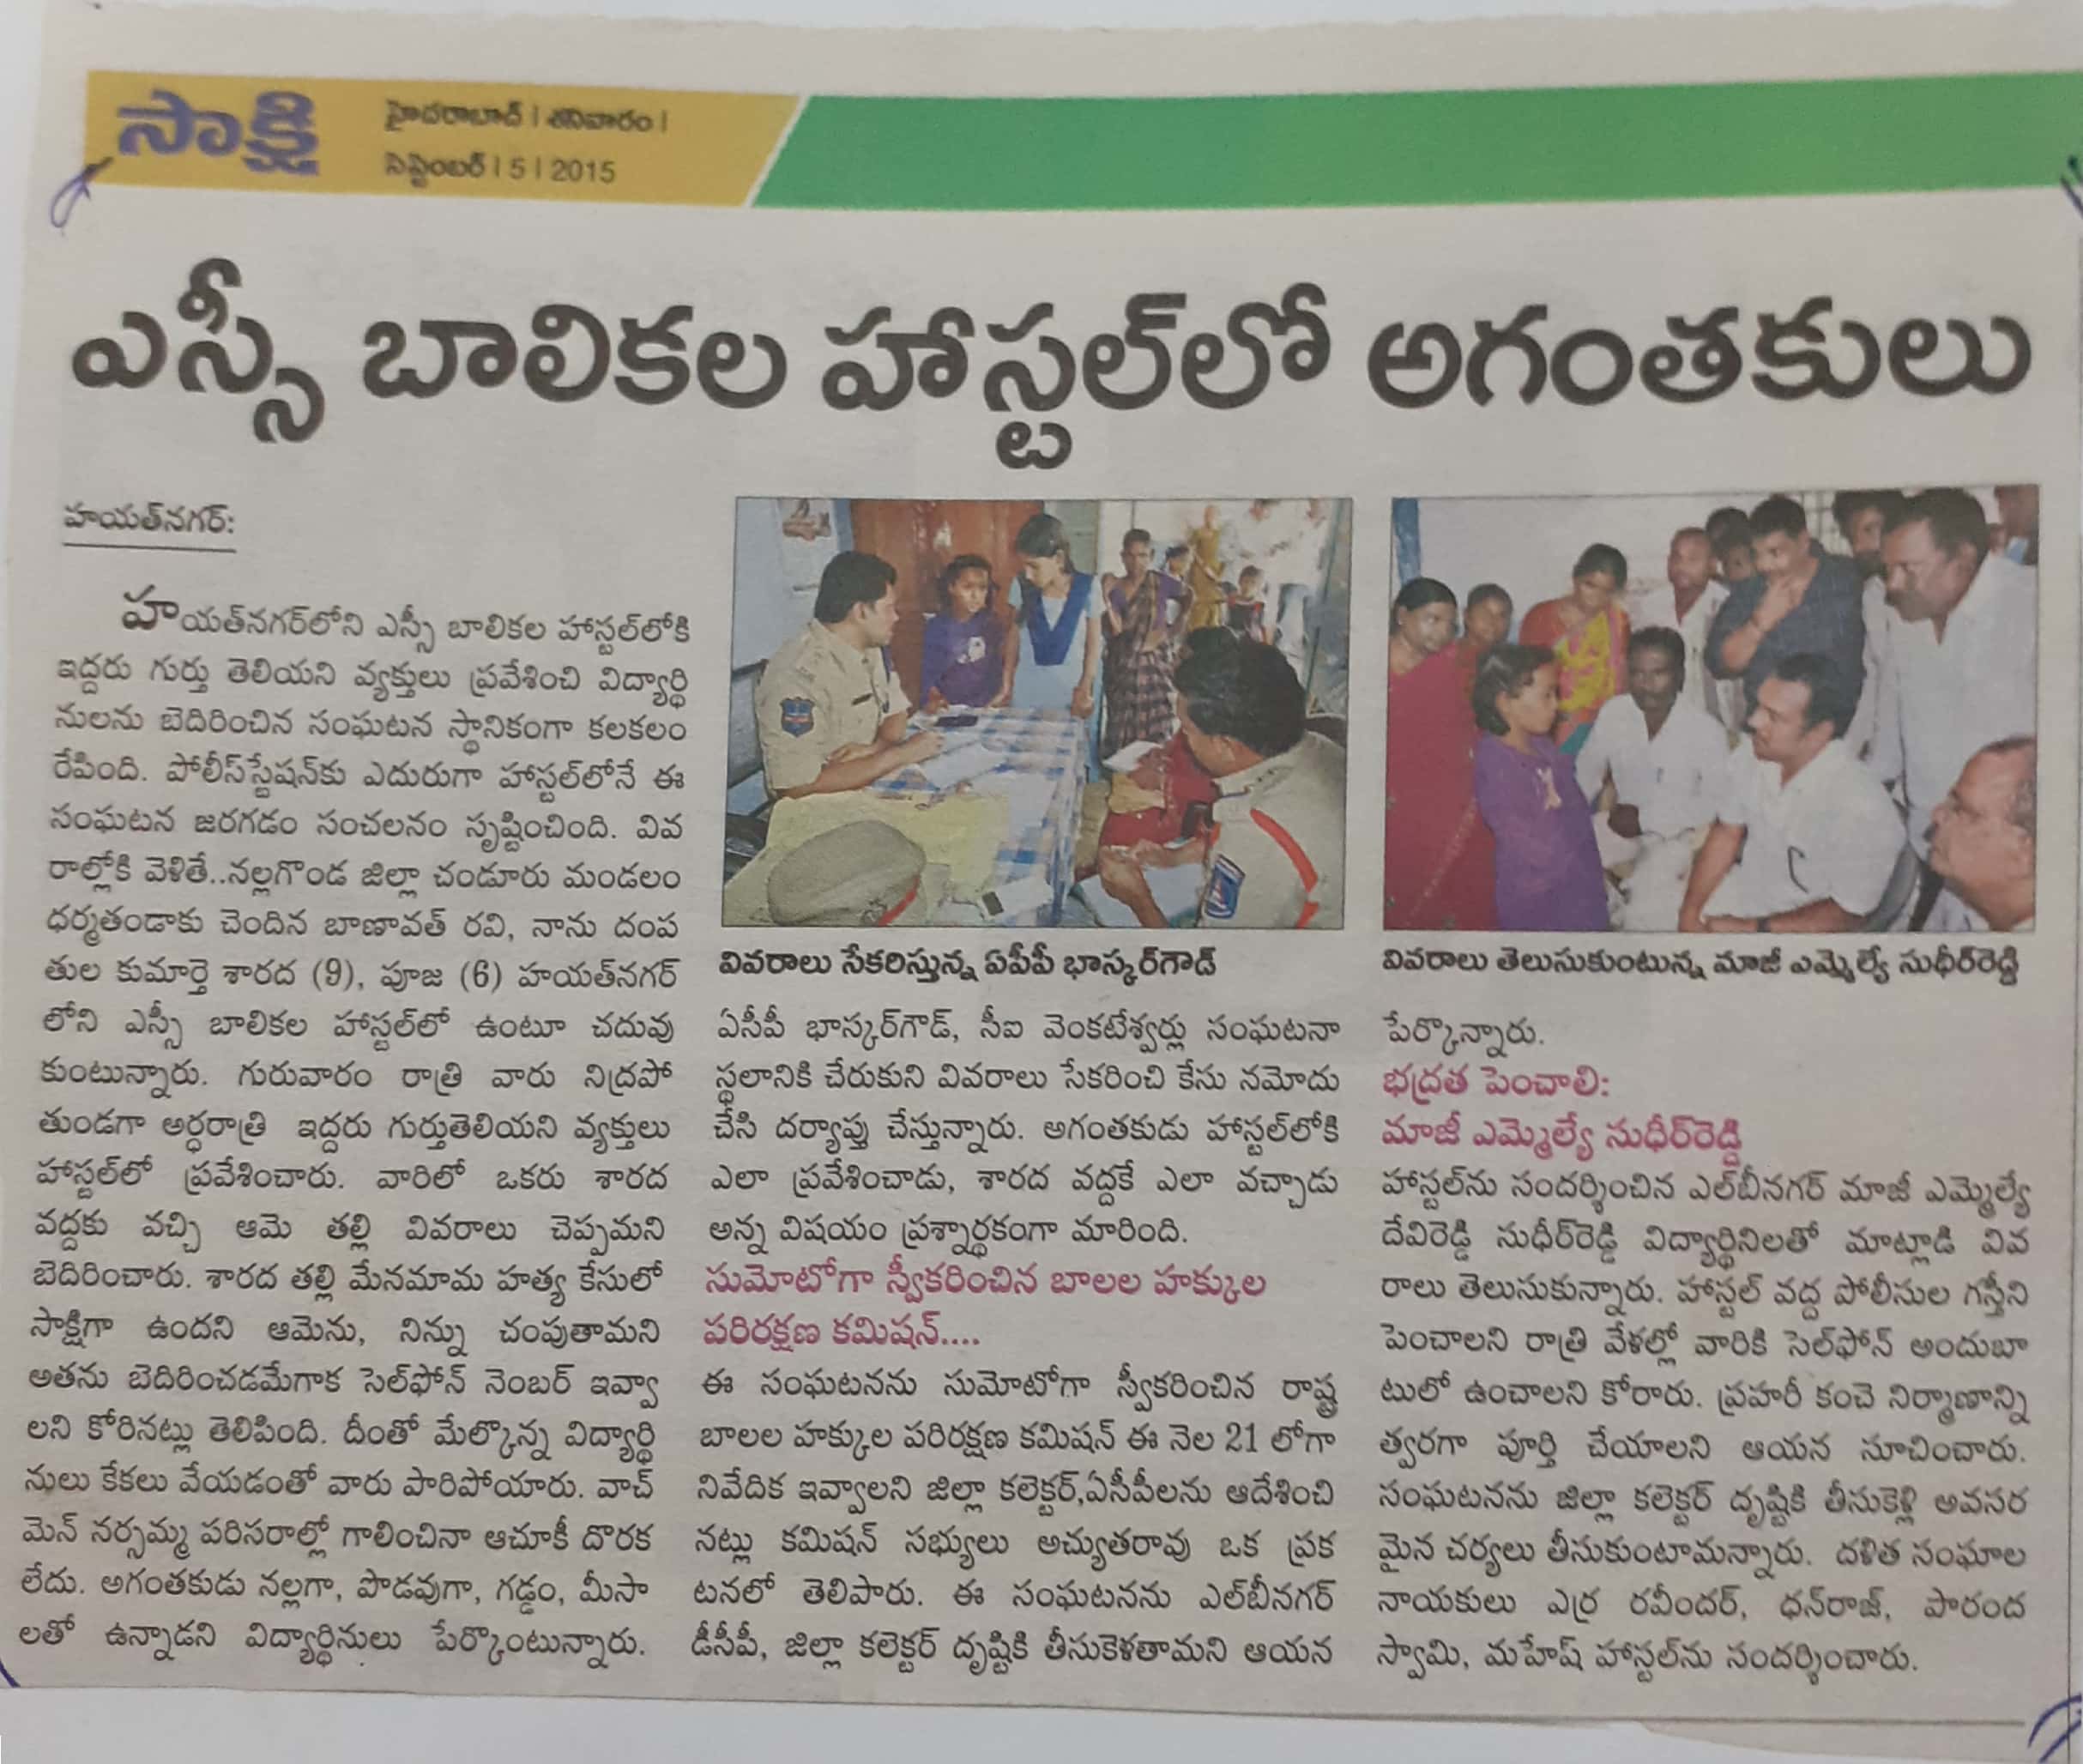 సాక్షి
హైదరాబాద్ | శనివారం |
సెప్టెంబర్ | 5 | 2015
ఎస్సీ బాలికల హాస్టల్‌లో అగంతకులు
హయత్‌నగర్:
హయత్‌నగర్‌లోని ఎస్సీ బాలికల హాస్టల్‌లోకి
ఇద్దరు గుర్తు తెలియని వ్యక్తులు ప్రవేశించి విద్యార్థి
నులను బెదిరించిన సంఘటన స్థానికంగా కలకలం
రేపింది. పోలీస్‌స్టేషన్‌కు ఎదురుగా హాస్టల్‌లోనే ఈ
సంఘటన జరగడం సంచలనం సృష్టించింది. వివ
రాల్లోకి వెళితే..నల్లగొండ జిల్లా చండూరు మండలం
ధర్మతండాకు చెందిన బాణావత్ రవి, నాను దంప
తుల కుమార్తె శారద (9), పూజ (6) హయత్‌నగర్
లోని ఎస్సీ బాలికల హాస్టల్‌లో ఉంటూ చదువు
కుంటున్నారు. గురువారం రాత్రి వారు నిద్రపో
తుండగా అర్ధరాత్రి ఇద్దరు గుర్తుతెలియని వ్యక్తులు
హాస్టల్‌లో ప్రవేశించారు. వారిలో ఒకరు శారద
వద్దకు వచ్చి ఆమె తల్లి వివరాలు చెప్పమని
బెదిరించారు. శారద తల్లి మేనమామ హత్య కేసులో
సాక్షిగా ఉందని ఆమెను, నిన్ను చంపుతామని
అతను బెదిరించడమేగాక సెల్‌ఫోన్ నెంబర్ ఇవ్వా
లని కోరినట్లు తెలిపింది. దీంతో మేల్కొన్న విద్యార్థి
నులు కేకలు వేయడంతో వారు పారిపోయారు. వాచ్
మెన్ నర్సమ్మ పరిసరాల్లో గాలించినా ఆచూకీ దొరక
లేదు. అగంతకుడు నల్లగా, పొడవుగా, గడ్డం, మీసా
లతో ఉన్నాడని విద్యార్థినులు పేర్కొంటున్నారు.
వివరాలు సేకరిస్తున్న ఏపీపీ భాస్కర్‌గౌడ్
ఏసీపీ భాస్కర్‌గౌడ్, సీఐ వెంకటేశ్వర్లు సంఘటనా
స్థలానికి చేరుకుని వివరాలు సేకరించి కేసు నమోదు
చేసి దర్యాప్తు చేస్తున్నారు. అగంతకుడు హాస్టల్‌లోకి
ఎలా ప్రవేశించాడు, శారద వద్దకే ఎలా వచ్చాడు
అన్న విషయం ప్రశ్నార్థకంగా మారింది.
సుమోటోగా స్వీకరించిన బాలల హక్కుల
పరిరక్షణ కమిషన్....
ఈ సంఘటనను సుమోటోగా స్వీకరించిన రాష్ట్ర
బాలల హక్కుల పరిరక్షణ కమిషన్ ఈ నెల 21 లోగా
నివేదిక ఇవ్వాలని జిల్లా కలెక్టర్,ఏసీపీలను ఆదేశించి
నట్లు కమిషన్ సభ్యులు అచ్యుతరావు ఒక ప్రక
టనలో తెలిపారు. ఈ సంఘటనను ఎల్‌బీనగర్
డీసీపీ, జిల్లా కలెక్టర్ దృష్టికి తీసుకెళతామని ఆయన
వివరాలు తెలుసుకుంటున్న మాజీ ఎమ్మెల్యే సుధీర్‌రెడ్డి
పేర్కొన్నారు.
భద్రత పెంచాలి:
మాజీ ఎమ్మెల్యే సుధీర్‌రెడ్డి
హాస్టల్‌ను సందర్శించిన ఎల్‌బీనగర్ మాజీ ఎమ్మెల్యే
దేవిరెడ్డి సుధీర్‌రెడ్డి విద్యార్థినిలతో మాట్లాడి వివ
రాలు తెలుసుకున్నారు. హాస్టల్ వద్ద పోలీసుల గస్తీని
పెంచాలని రాత్రి వేళల్లో వారికి సెల్‌ఫోన్ అందుబా
టులో ఉంచాలని కోరారు. ప్రహరీ కంచె నిర్మాణాన్ని
త్వరగా పూర్తి చేయాలని ఆయన సూచించారు.
సంఘటనను జిల్లా కలెక్టర్ దృష్టికి తీసుకెళ్లి అవసర
మైన చర్యలు తీసుకుంటామన్నారు. దళిత సంఘాల
నాయకులు ఎర్ర రవీందర్, ధన్‌రాజ్, పారంద
స్వామి, మహేష్ హాస్టల్‌ను సందర్శించారు.